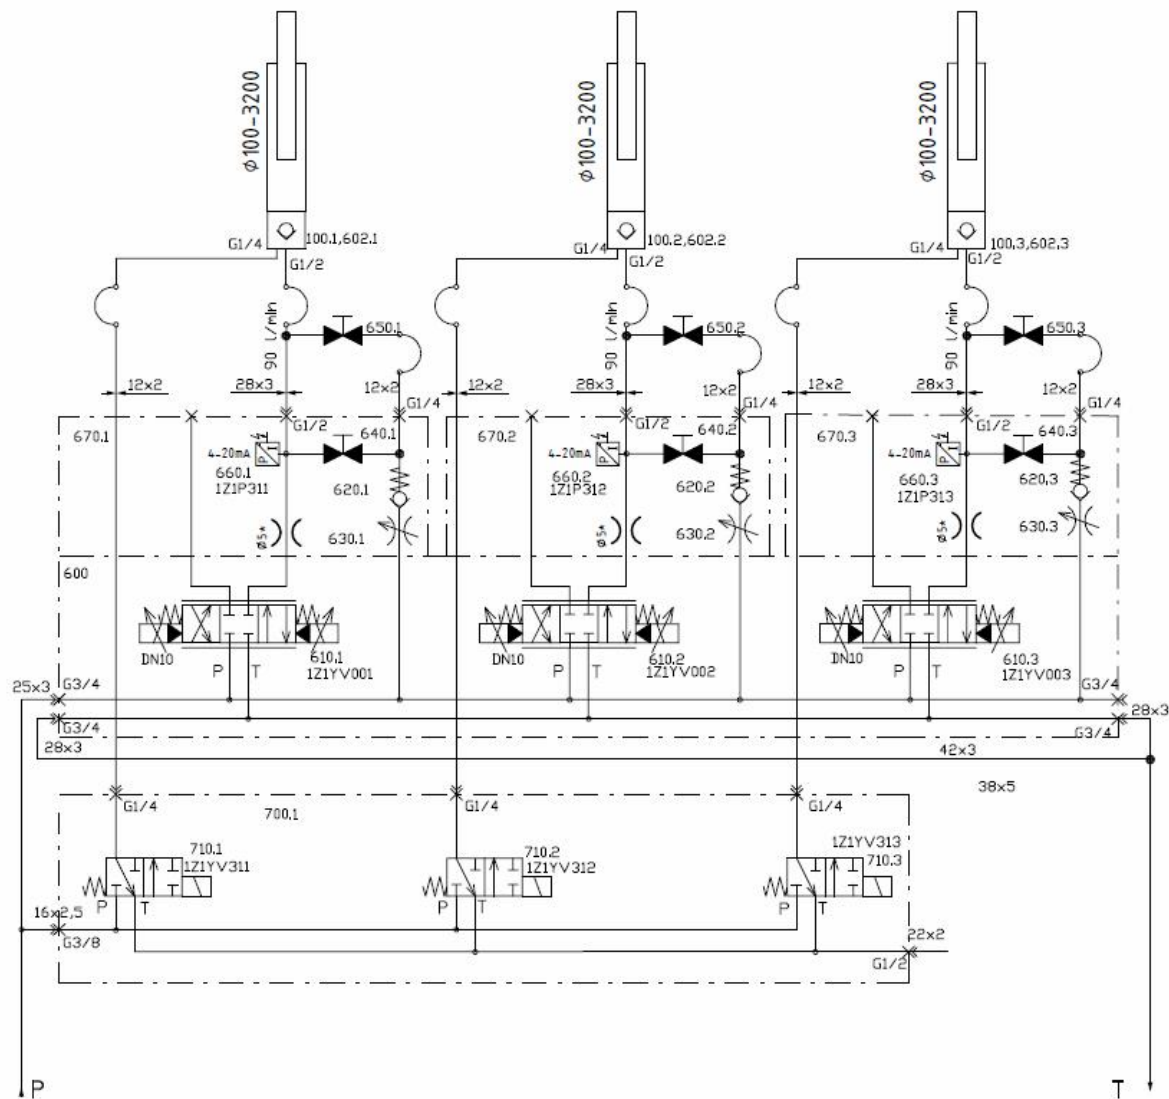 Φ100-3200
Φ100-3200
Φ100-3200
G1/4
100.1,602.1
G1/2
G1/4
100.2,602.2
G1/2
G1/4
100.3,602.3
G1/2
90 l/min
650.1
90 l/min
650.2
90 l/min
650.3
12x2
28x3
12x2
12x2
28x3
12x2
12x2
28x3
12x2
G1/4
G1/4
G1/4
670.1
G1/2
640.1
670.2
G1/2
640.2
670.3
G1/2
640.3
4-20mA
P
I
4-20mA
P
I
4-20mA
P
I
660.1
1Z1P311
620.1
660.2
1Z1P312
620.2
660.3
1Z1P313
620.3
ø5*
630.1
ø5*
630.2
ø5*
630.3
600
DN10
P
T
610.1
1Z1YV001
DN10
P
T
610.2
1Z1YV002
DN10
P
T
610.3
1Z1YV003
25x3
G3/4
G3/4
G3/4
28x3
G3/4
28x3
42x3
38x5
G1/4
700.1
G1/4
G1/4
710.1
1Z1YV311
710.2
1Z1YV312
1Z1YV313
710.3
P
T
P
T
P
T
16x2,5
G3/8
22x2
G1/2
P
T